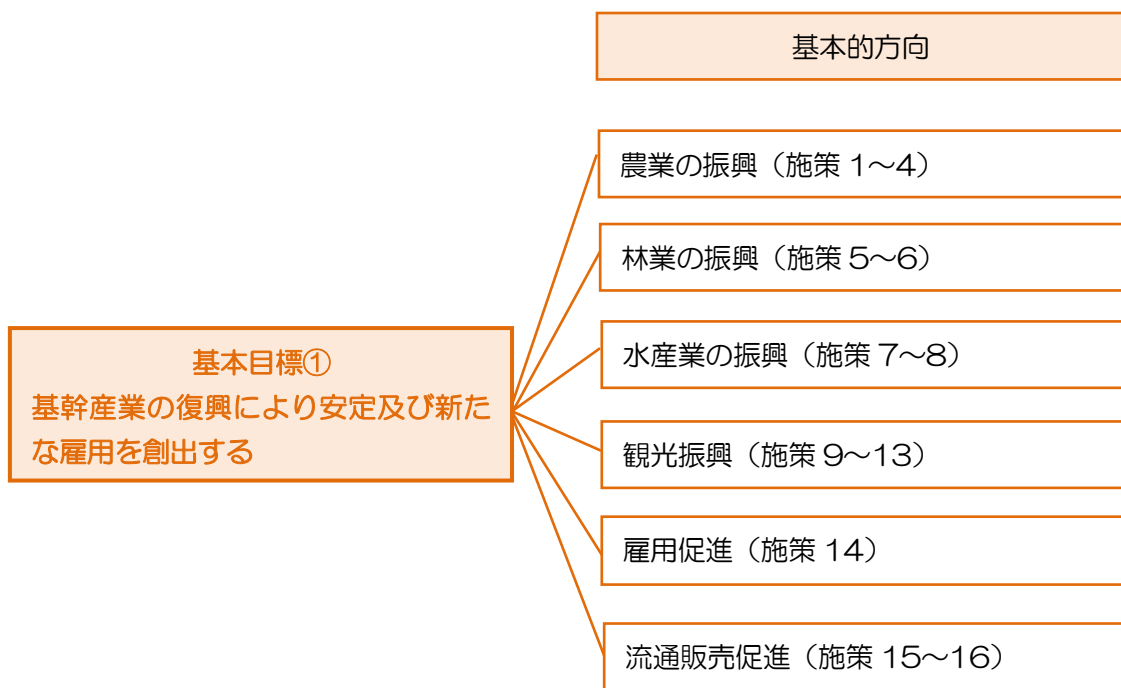 基本的方向
農業の振興（施策 1～4）
林業の振興（施策 5～6）
水産業の振興（施策 7～8）
基本目標①
基幹産業の復興により安定及び新た
な雇用を創出する
観光振興（施策 9～13）
雇用促進（施策 14）
流通販売促進（施策 15～16）